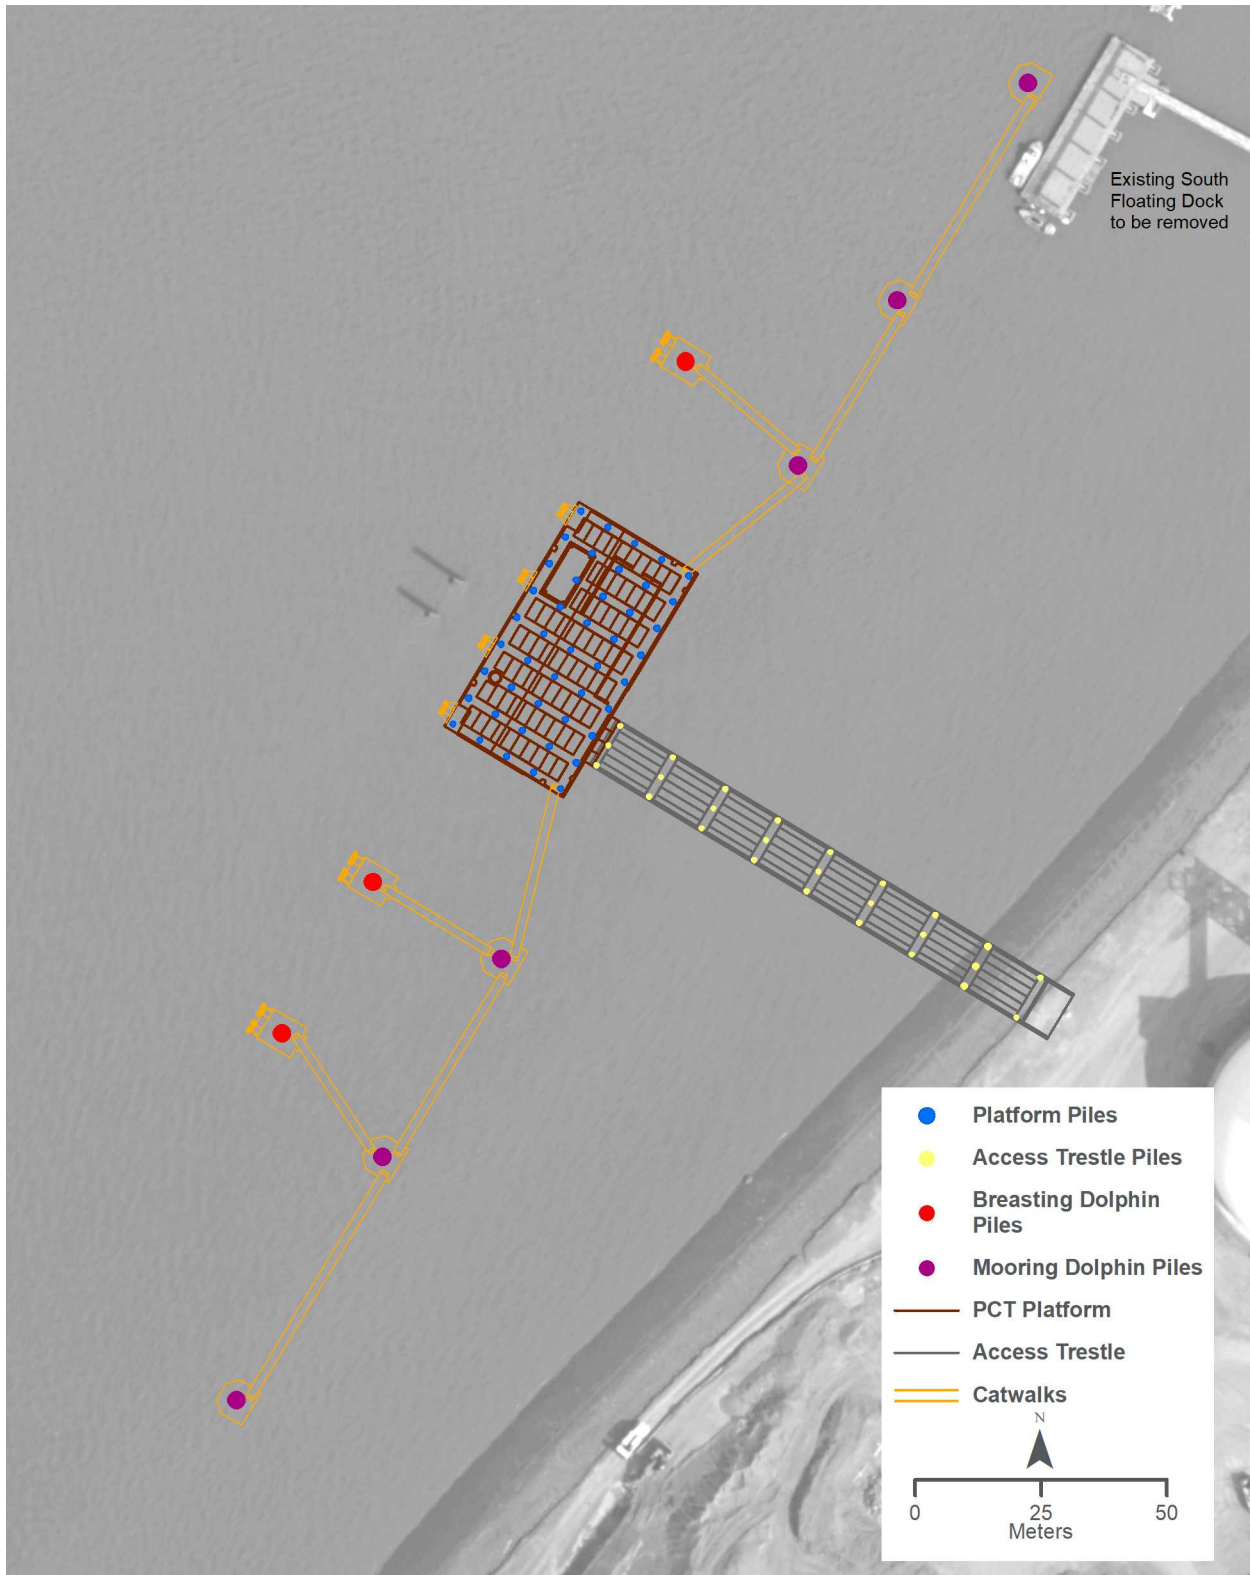 Existing South
Floating Dock
to be removed
Platform Piles
Access Trestle Piles
Breasting Dolphin
Piles
Mooring Dolphin Piles
PCT Platform
Access Trestle
Catwalks
N
0 25 50
Meters